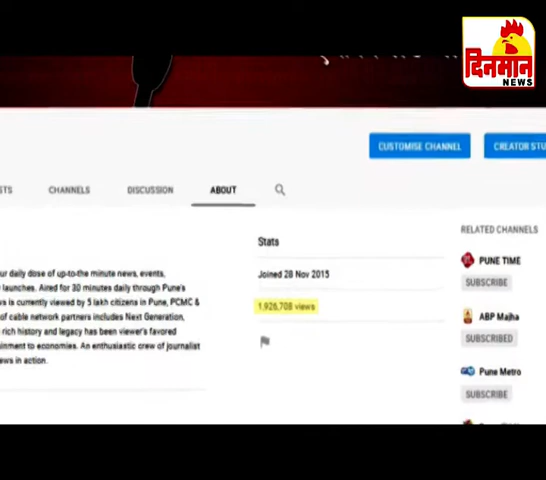 दिनमान
NEWS
CUSTOMISE CHANNEL
CREATOR STU
STS
CHANNELS
DISCUSSION
ABOUT
RELATED CHANNELS
Stats
Joined 28 Nov 2015
1,926,708 views
ur daily dose of up-to-the minute news, events,
launches. Aired for 30 minutes daily through Pune's
ws is currently viewed by 5 lakh citizens in Pune, PCMC &
of cable network partners includes Next Generation,
rich history and legacy has been viewer's favored
inment to economies. An enthusiastic crew of journalist
ews in action.
PUNE TIME
SUBSCRIBE
ABP Majha
SUBSCRIBED
Pune Metro
SUBSCRIBE